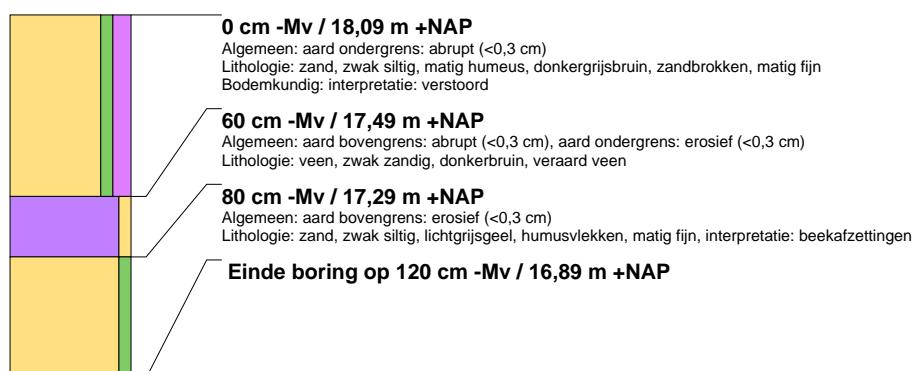 0 cm -Mv / 18,09 m +NAP
Algemeen: aard ondergrens: abrupt (<0,3 cm)
Lithologie: zand, zwak siltig, matig humeus, donkergrijsbruin, zandbrokken, matig fijn
Bodemkundig: interpretatie: verstoord
60 cm -Mv / 17,49 m +NAP
Algemeen: aard bovengrens: abrupt (<0,3 cm), aard ondergrens: erosief (<0,3 cm)
Lithologie: veen, zwak zandig, donkerbruin, veraard veen
80 cm -Mv / 17,29 m +NAP
Algemeen: aard bovengrens: erosief (<0,3 cm)
Lithologie: zand, zwak siltig, lichtgrijsgeel, humusvlekken, matig fijn, interpretatie: beekafzettingen
Einde boring op 120 cm -Mv / 16,89 m +NAP